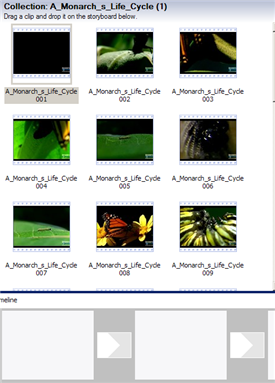 Collection: A_Monarch_s_Life_Cycle (1)
Drag a clip and drop it on the storyboard below.
A_Monarch_s_Life_Cycle 001
A_Monarch_s_Life_Cycle 002
A_Monarch_s_Life_Cycle 003
A_Monarch_s_Life_Cycle 004
A_Monarch_s_Life_Cycle 005
A_Monarch_s_Life_Cycle 006
A_Monarch_s_Life_Cycle 007
A_Monarch_s_Life_Cycle 008
A_Monarch_s_Life_Cycle 009
meline